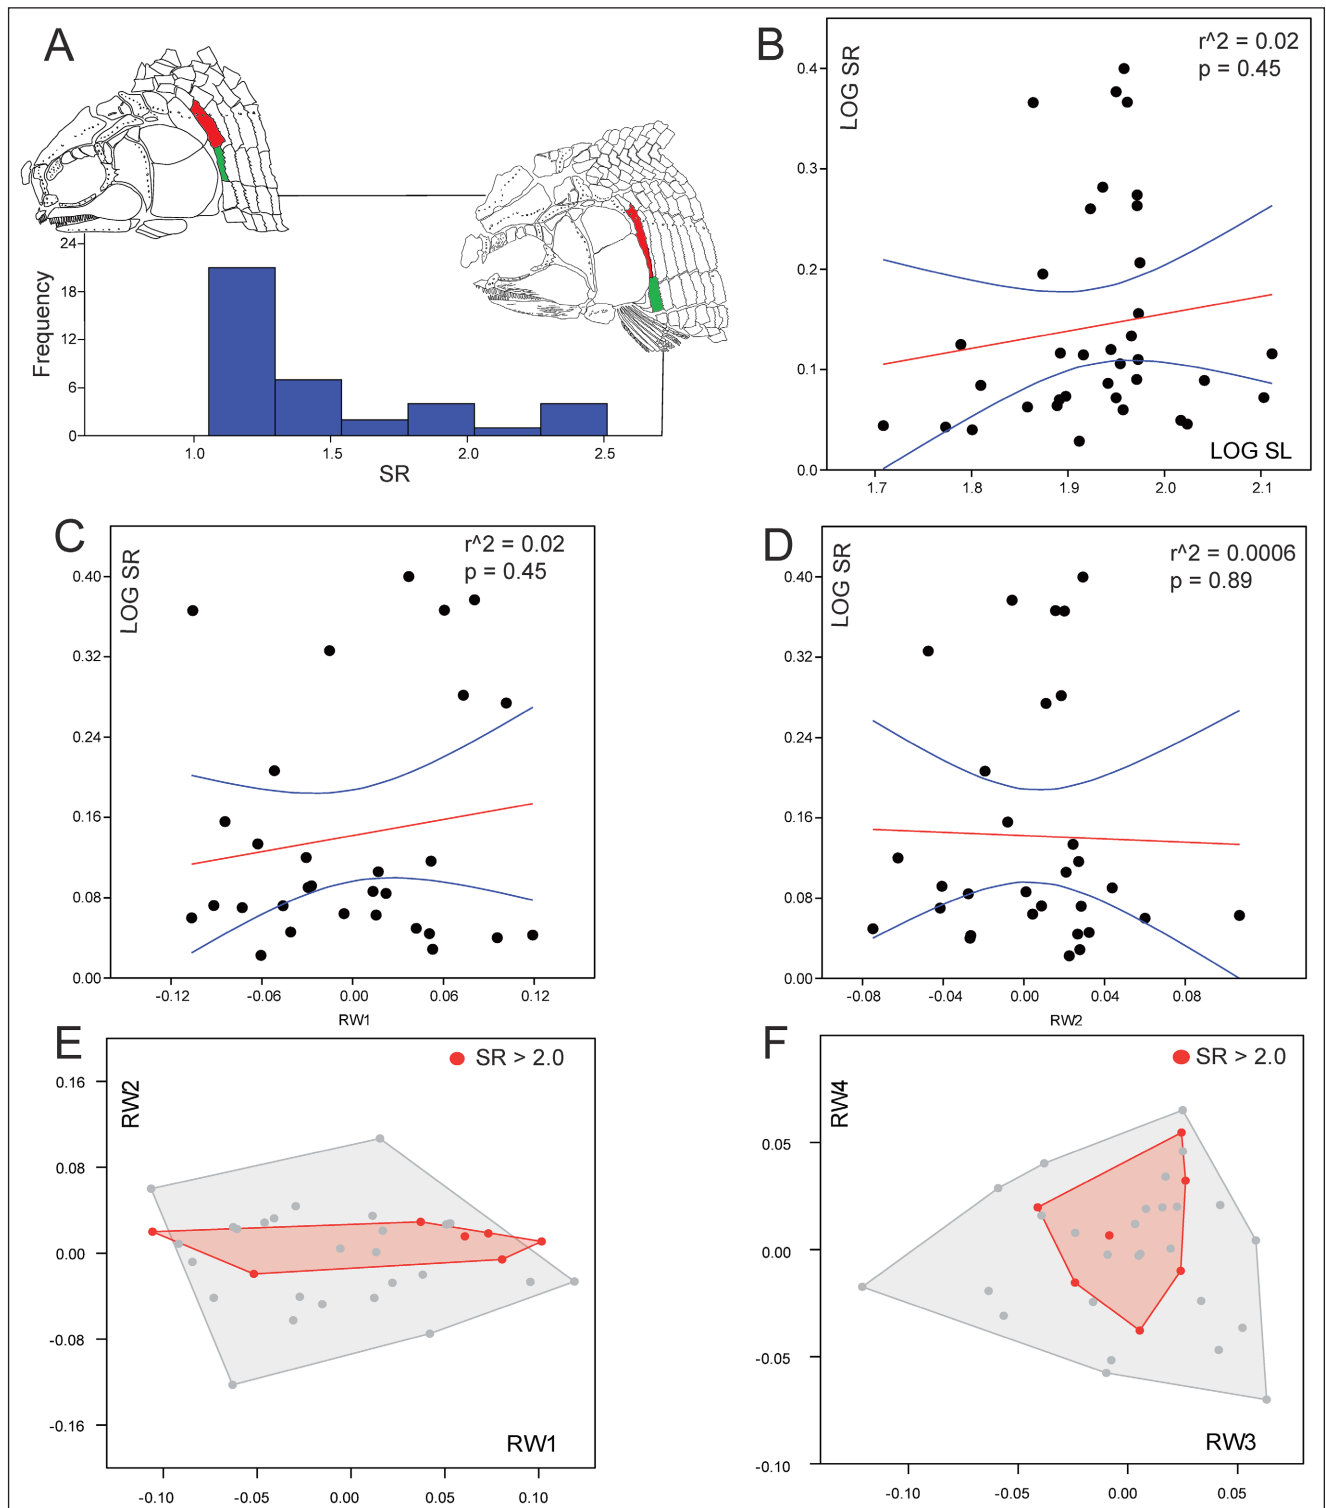 A
24
18
12
6
0
Frequency
1.0 1.5 2.0 2.5
SR
B
LOG SR
r^2 = 0.02
p = 0.45
0.4
0.3
0.2
0.1
0.0
LOG SL
1.7 1.8 1.9 2.0 2.1
C
LOG SR
r^2 = 0.02
p = 0.45
0.40
0.32
0.24
0.16
0.08
0.00
-0.12 -0.06 0.00 0.06 0.12
RW1
D
LOG SR
r^2 = 0.0006
p = 0.89
0.40
0.32
0.24
0.16
0.08
0.00
-0.08 -0.04 0.00 0.04 0.08
RW2
E
RW2
SR > 2.0
0.16
0.08
0.00
-0.08
-0.16
RW1
-0.10 -0.05 0.00 0.05 0.10
F
RW4
SR > 2.0
0.05
0.00
-0.05
-0.10
RW3
-0.10 -0.05 0.00 0.05